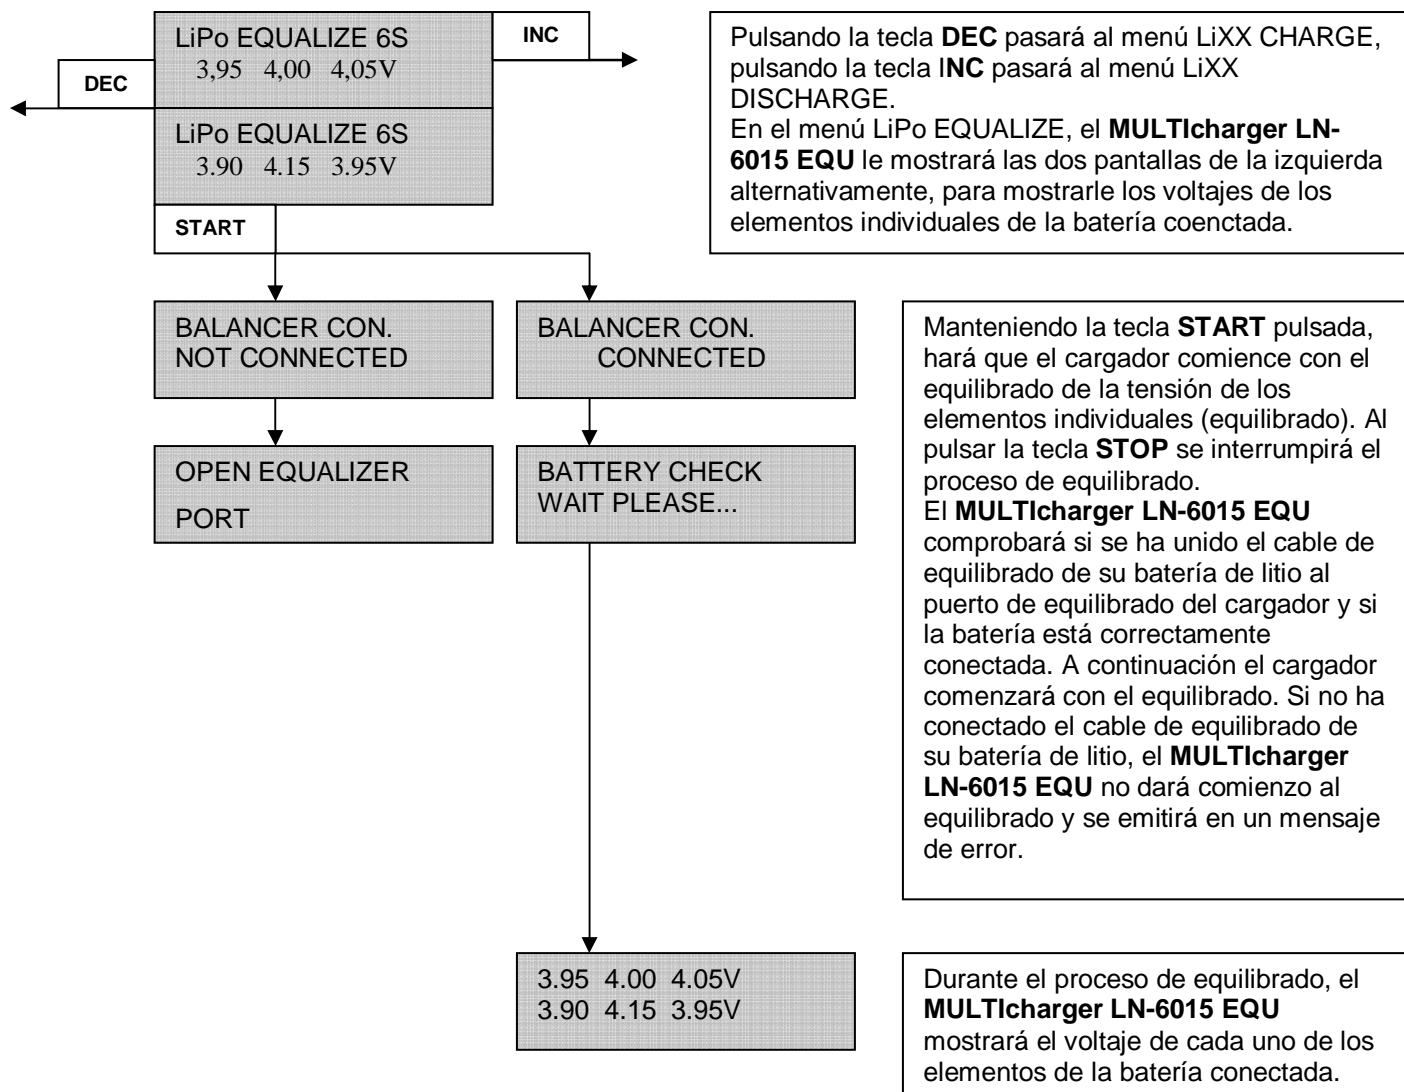 LiPo EQUALIZE 6S
3,95 4,00 4,05V
INC
DEC
LiPo EQUALIZE 6S
3.90 4.15 3.95V
START
Pulsando la tecla DEC pasará al menú LiXX CHARGE,
pulsando la tecla INC pasará al menú LiXX
DISCHARGE.
En el menú LiPo EQUALIZE, el MULTIcharger LN-
6015 EQU le mostrará las dos pantallas de la izquierda
alternativamente, para mostrarle los voltajes de los
elementos individuales de la batería coenctada.
BALANCER CON.
NOT CONNECTED
BALANCER CON.
CONNECTED
OPEN EQUALIZER
PORT
BATTERY CHECK
WAIT PLEASE...
Manteniendo la tecla START pulsada,
hará que el cargador comience con el
equilibrado de la tensión de los
elementos individuales (equilibrado). Al
pulsar la tecla STOP se interrumpirá el
proceso de equilibrado.
El MULTIcharger LN-6015 EQU
comprobará si se ha unido el cable de
equilibrado de su batería de litio al
puerto de equilibrado del cargador y si
la batería está correctamente
conectada. A continuación el cargador
comenzará con el equilibrado. Si no ha
conectado el cable de equilibrado de
su batería de litio, el MULTIcharger
LN-6015 EQU no dará comienzo al
equilibrado y se emitirá en un mensaje
de error.
3.95 4.00 4.05V
3.90 4.15 3.95V
Durante el proceso de equilibrado, el
MULTIcharger LN-6015 EQU
mostrará el voltaje de cada uno de los
elementos de la batería conectada.